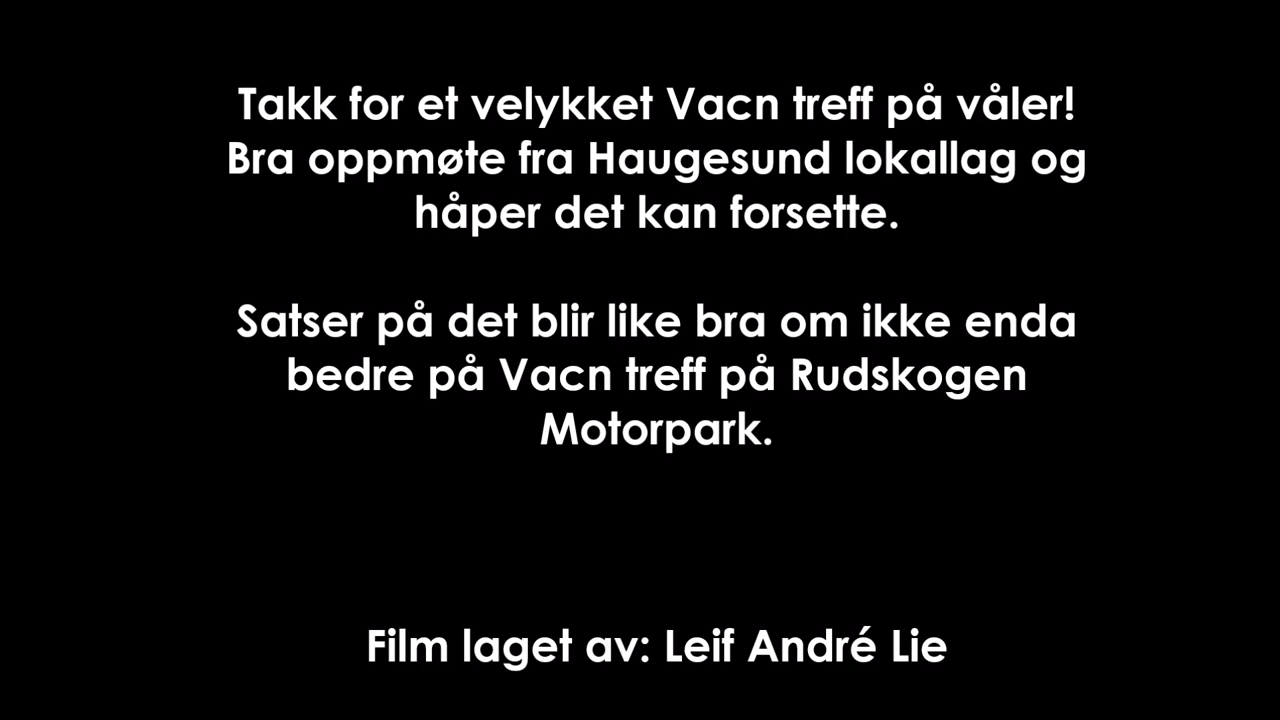 Takk for et velykket Vacn treff på våler!
Bra oppmøte fra Haugesund lokallag og
håper det kan forsette.
Satser på det blir like bra om ikke enda
bedre på Vacn treff på Rudskogen
Motorpark.
Film laget av: Leif André Lie